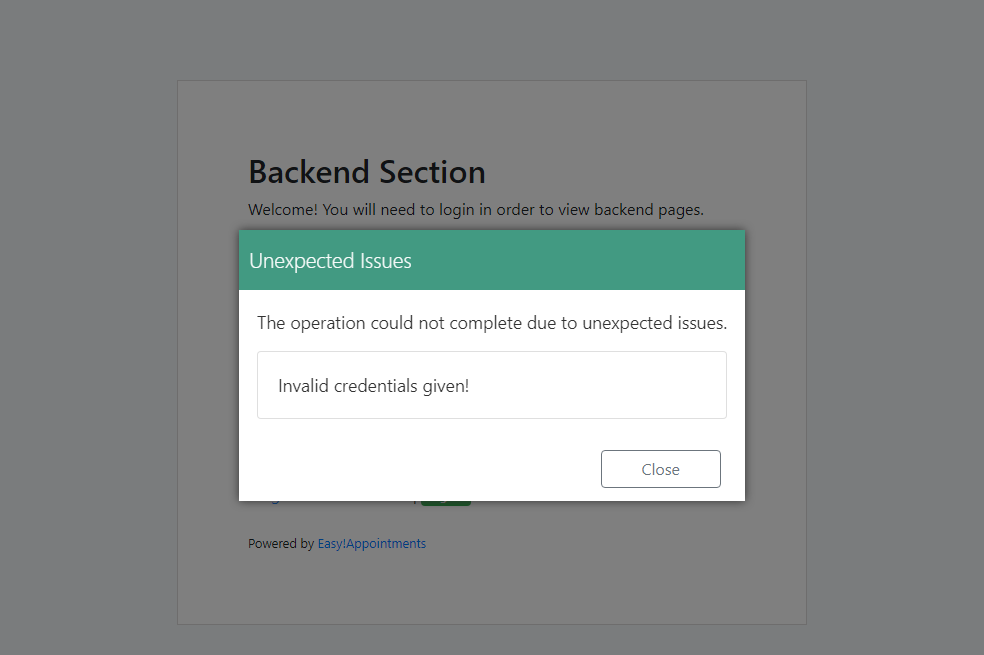 Backend Section
Welcome! You will need to login in order to view backend pages.
Unexpected Issues
The operation could not complete due to unexpected issues.
Invalid credentials given!
Close
Powered by Easy!Appointments